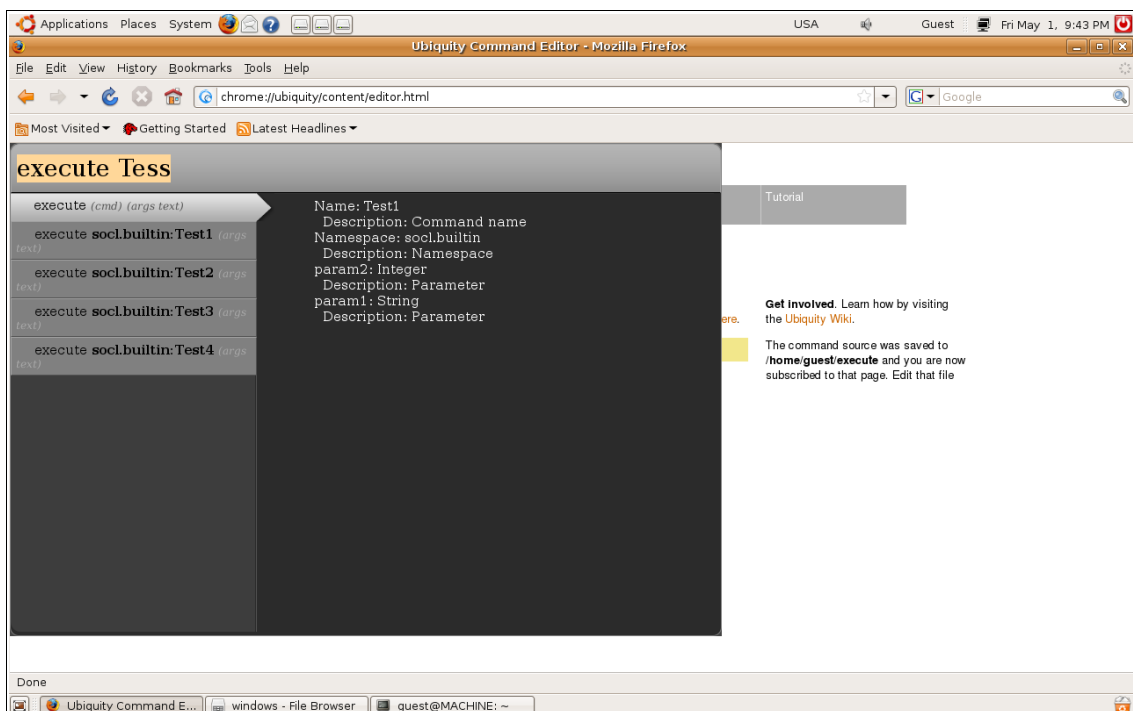 Applications Places System
USA
Guest
Fri May 1, 9:43 PM
Ubiquity Command Editor - Mozilla Firefox
File Edit View History Bookmarks Tools Help
chrome://ubiquity/content/editor.html
Google
Most Visited
Getting Started
Latest Headlines
execute Tess
execute (cmd) (args text)
execute socl.builtin:Test1 (args
text)
execute socl.builtin:Test2 (args
text)
execute socl.builtin:Test3 (args
text)
execute socl.builtin:Test4 (args
text)
Name: Test1
Description: Command name
Namespace: socl.builtin
Description: Namespace
param2: Integer
Description: Parameter
param1: String
Description: Parameter
Tutorial
ere.
Get involved. Learn how by visiting
the Ubiquity Wiki.
The command source was saved to
/home/guest/execute and you are now
subscribed to that page. Edit that file
Done
Ubiquity Command E...
windows - File Browser
guest@MACHINE: ~